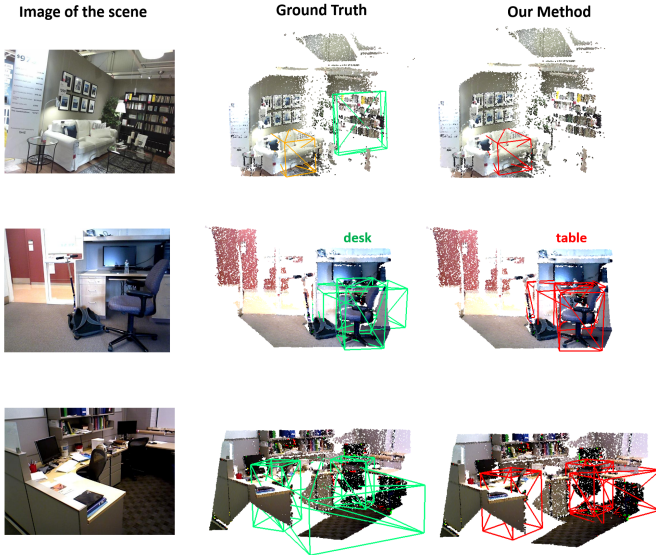 Image of the scene
Ground Truth
Our Method
desk
table